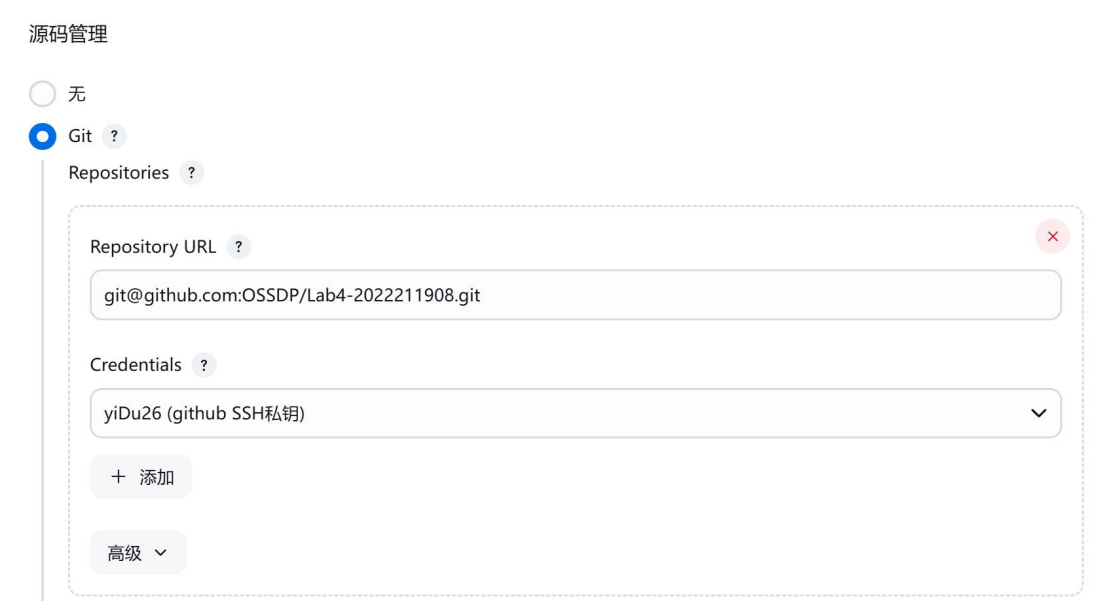 源码管理
无
Git ?
Repositories ?
Repository URL ?
git@github.com:OSSDP/Lab4-2022211908.git
Credentials ?
yiDu26 (github SSH私钥)
添加
高级